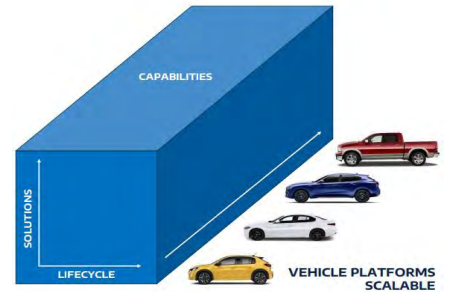 CAPABILITIES
SOLUTIONS
LIFECYCLE
VEHICLE PLATFORMS
SCALABLE